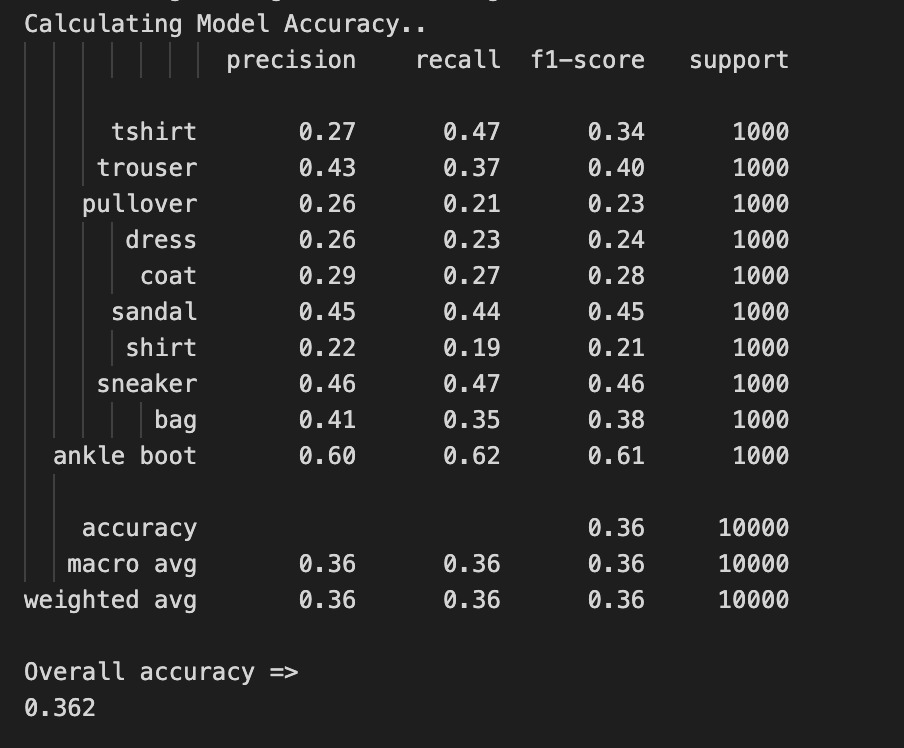 Calculating Model Accuracy..
precision recall f1-score support
tshirt 0.27 0.47 0.34 1000
trouser 0.43 0.37 0.40 1000
pullover 0.26 0.21 0.23 1000
dress 0.26 0.23 0.24 1000
coat 0.29 0.27 0.28 1000
sandal 0.45 0.44 0.45 1000
shirt 0.22 0.19 0.21 1000
sneaker 0.46 0.47 0.46 1000
bag 0.41 0.35 0.38 1000
ankle boot 0.60 0.62 0.61 1000
accuracy 0.36 10000
macro avg 0.36 0.36 0.36 10000
weighted avg 0.36 0.36 0.36 10000
Overall accuracy =>
0.362